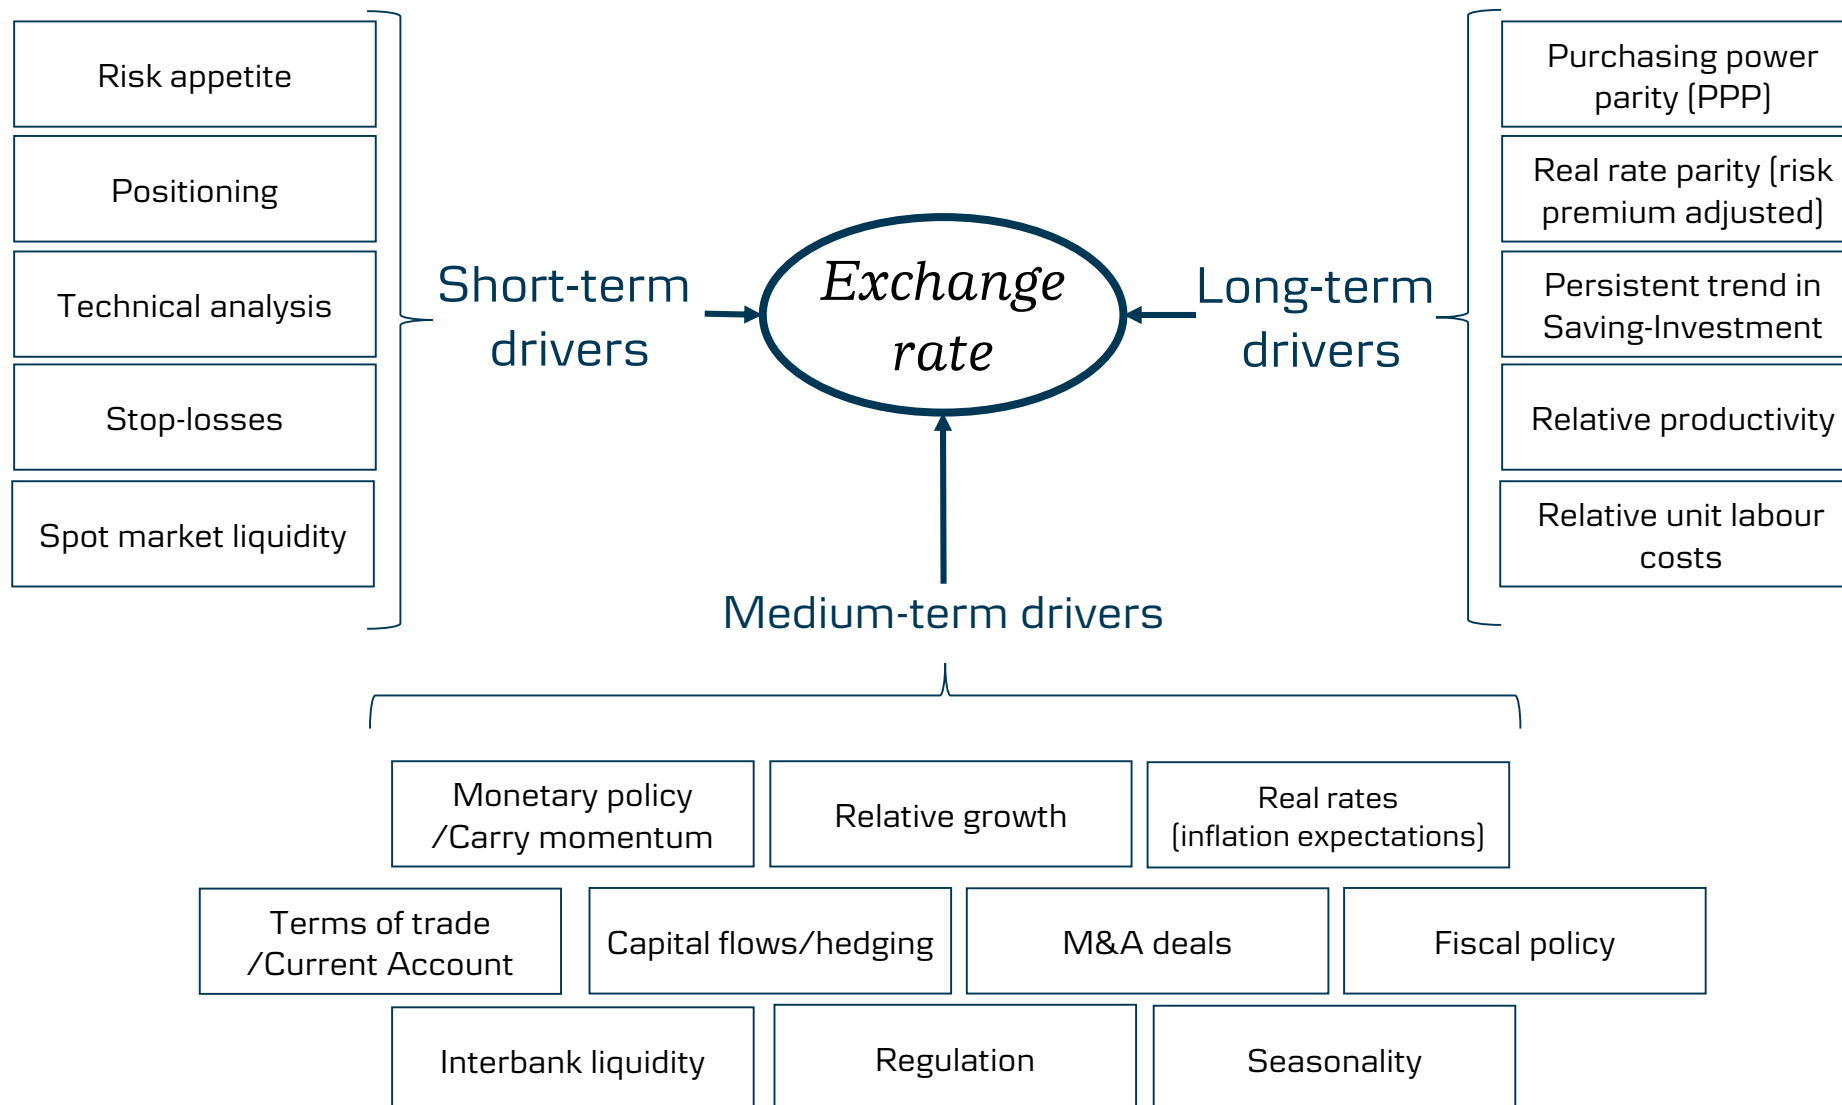 Risk appetite
Positioning
Technical analysis
Stop-losses
Spot market liquidity
Short-term
drivers
Exchange
rate
Long-term
drivers
Purchasing power
parity (PPP)
Real rate parity (risk
premium adjusted)
Persistent trend in
Saving-Investment
Relative productivity
Relative unit labour
costs
Medium-term drivers
Monetary policy
/Carry momentum
Relative growth
Real rates
(inflation expectations)
Terms of trade
/Current Account
Capital flows/hedging
M&A deals
Fiscal policy
Interbank liquidity
Regulation
Seasonality